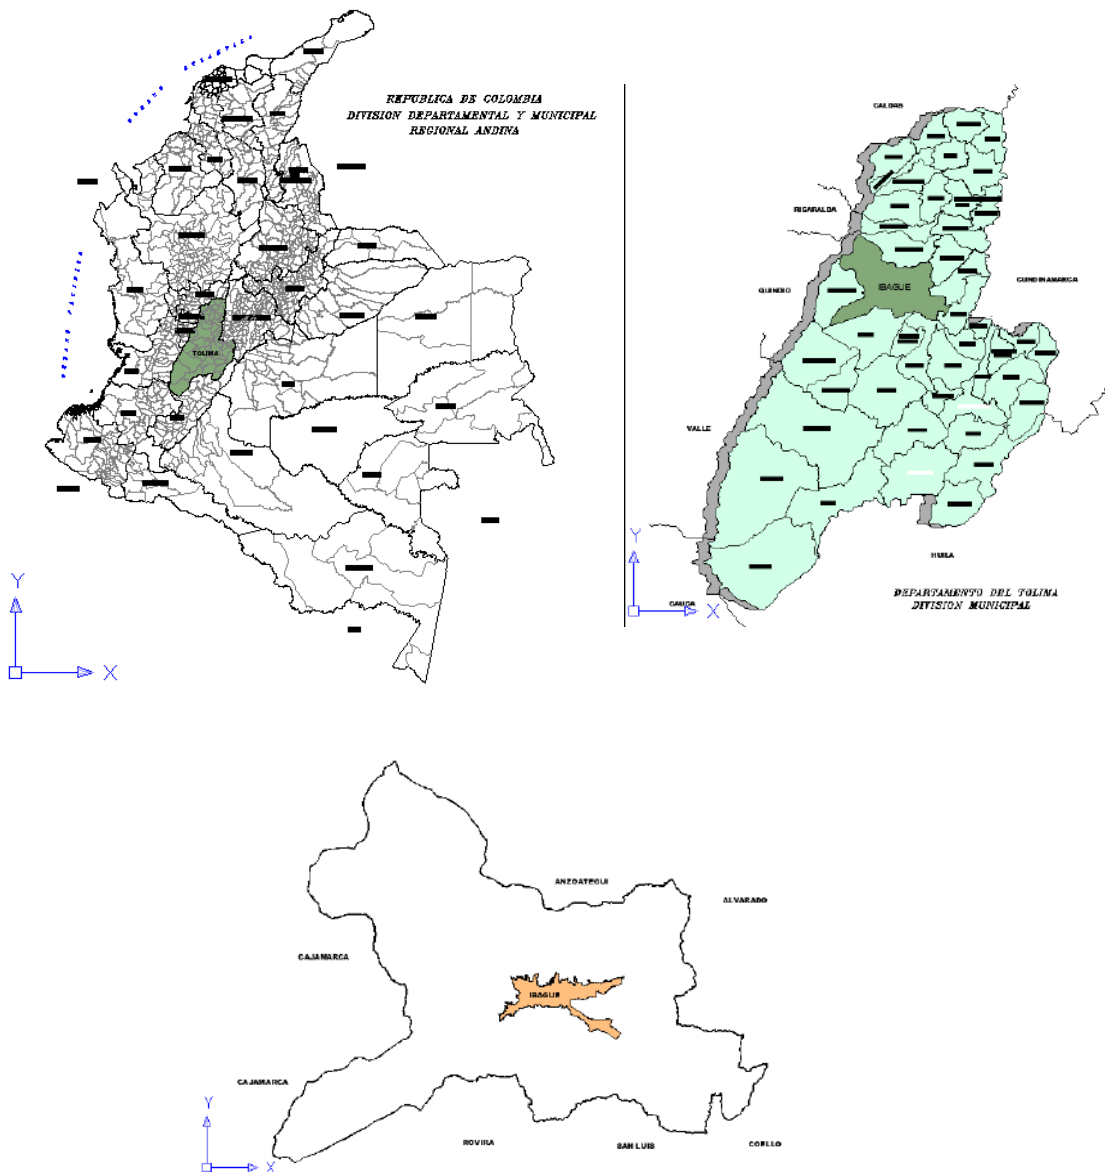 REPUBLICA DE COLOMBIA
DIVISION DEPARTAMENTAL Y MUNICIPAL
REGIONAL ANDINA
TOLIMA
Y
X
CALDAS
RISARALDA
QUINDIO
IBAGUE
CUNDINAMARCA
VALLE
HUILA
CAUCA
Y
X
DEPARTAMENTO DEL TOLIMA
DIVISION MUNICIPAL
ANZOATEGUI
ALVARADO
CAJAMARCA
IBAGUE
CAJAMARCA
ROVIRA
SAN LUIS
COELLO
Y
X